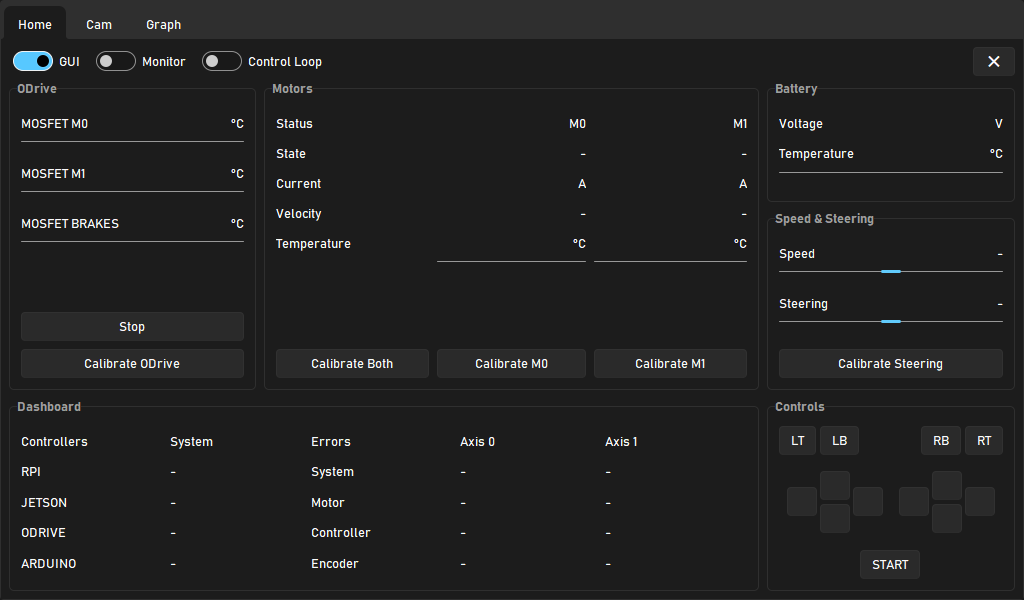 Home Cam Graph
GUI Monitor Control Loop
ODrive
MOSFET M0 °C
MOSFET M1 °C
MOSFET BRAKES °C
Stop
Calibrate ODrive
Motors
Status M0 M1
State - -
Current A A
Velocity - -
Temperature °C °C
Calibrate Both Calibrate M0 Calibrate M1
Battery
Voltage V
Temperature °C
Speed & Steering
Speed -
Steering -
Calibrate Steering
Dashboard
Controllers System Errors Axis 0 Axis 1
RPI - System - -
JETSON - Motor - -
ODRIVE - Controller - -
ARDUINO - Encoder - -
Controls
LT LB RB RT
START